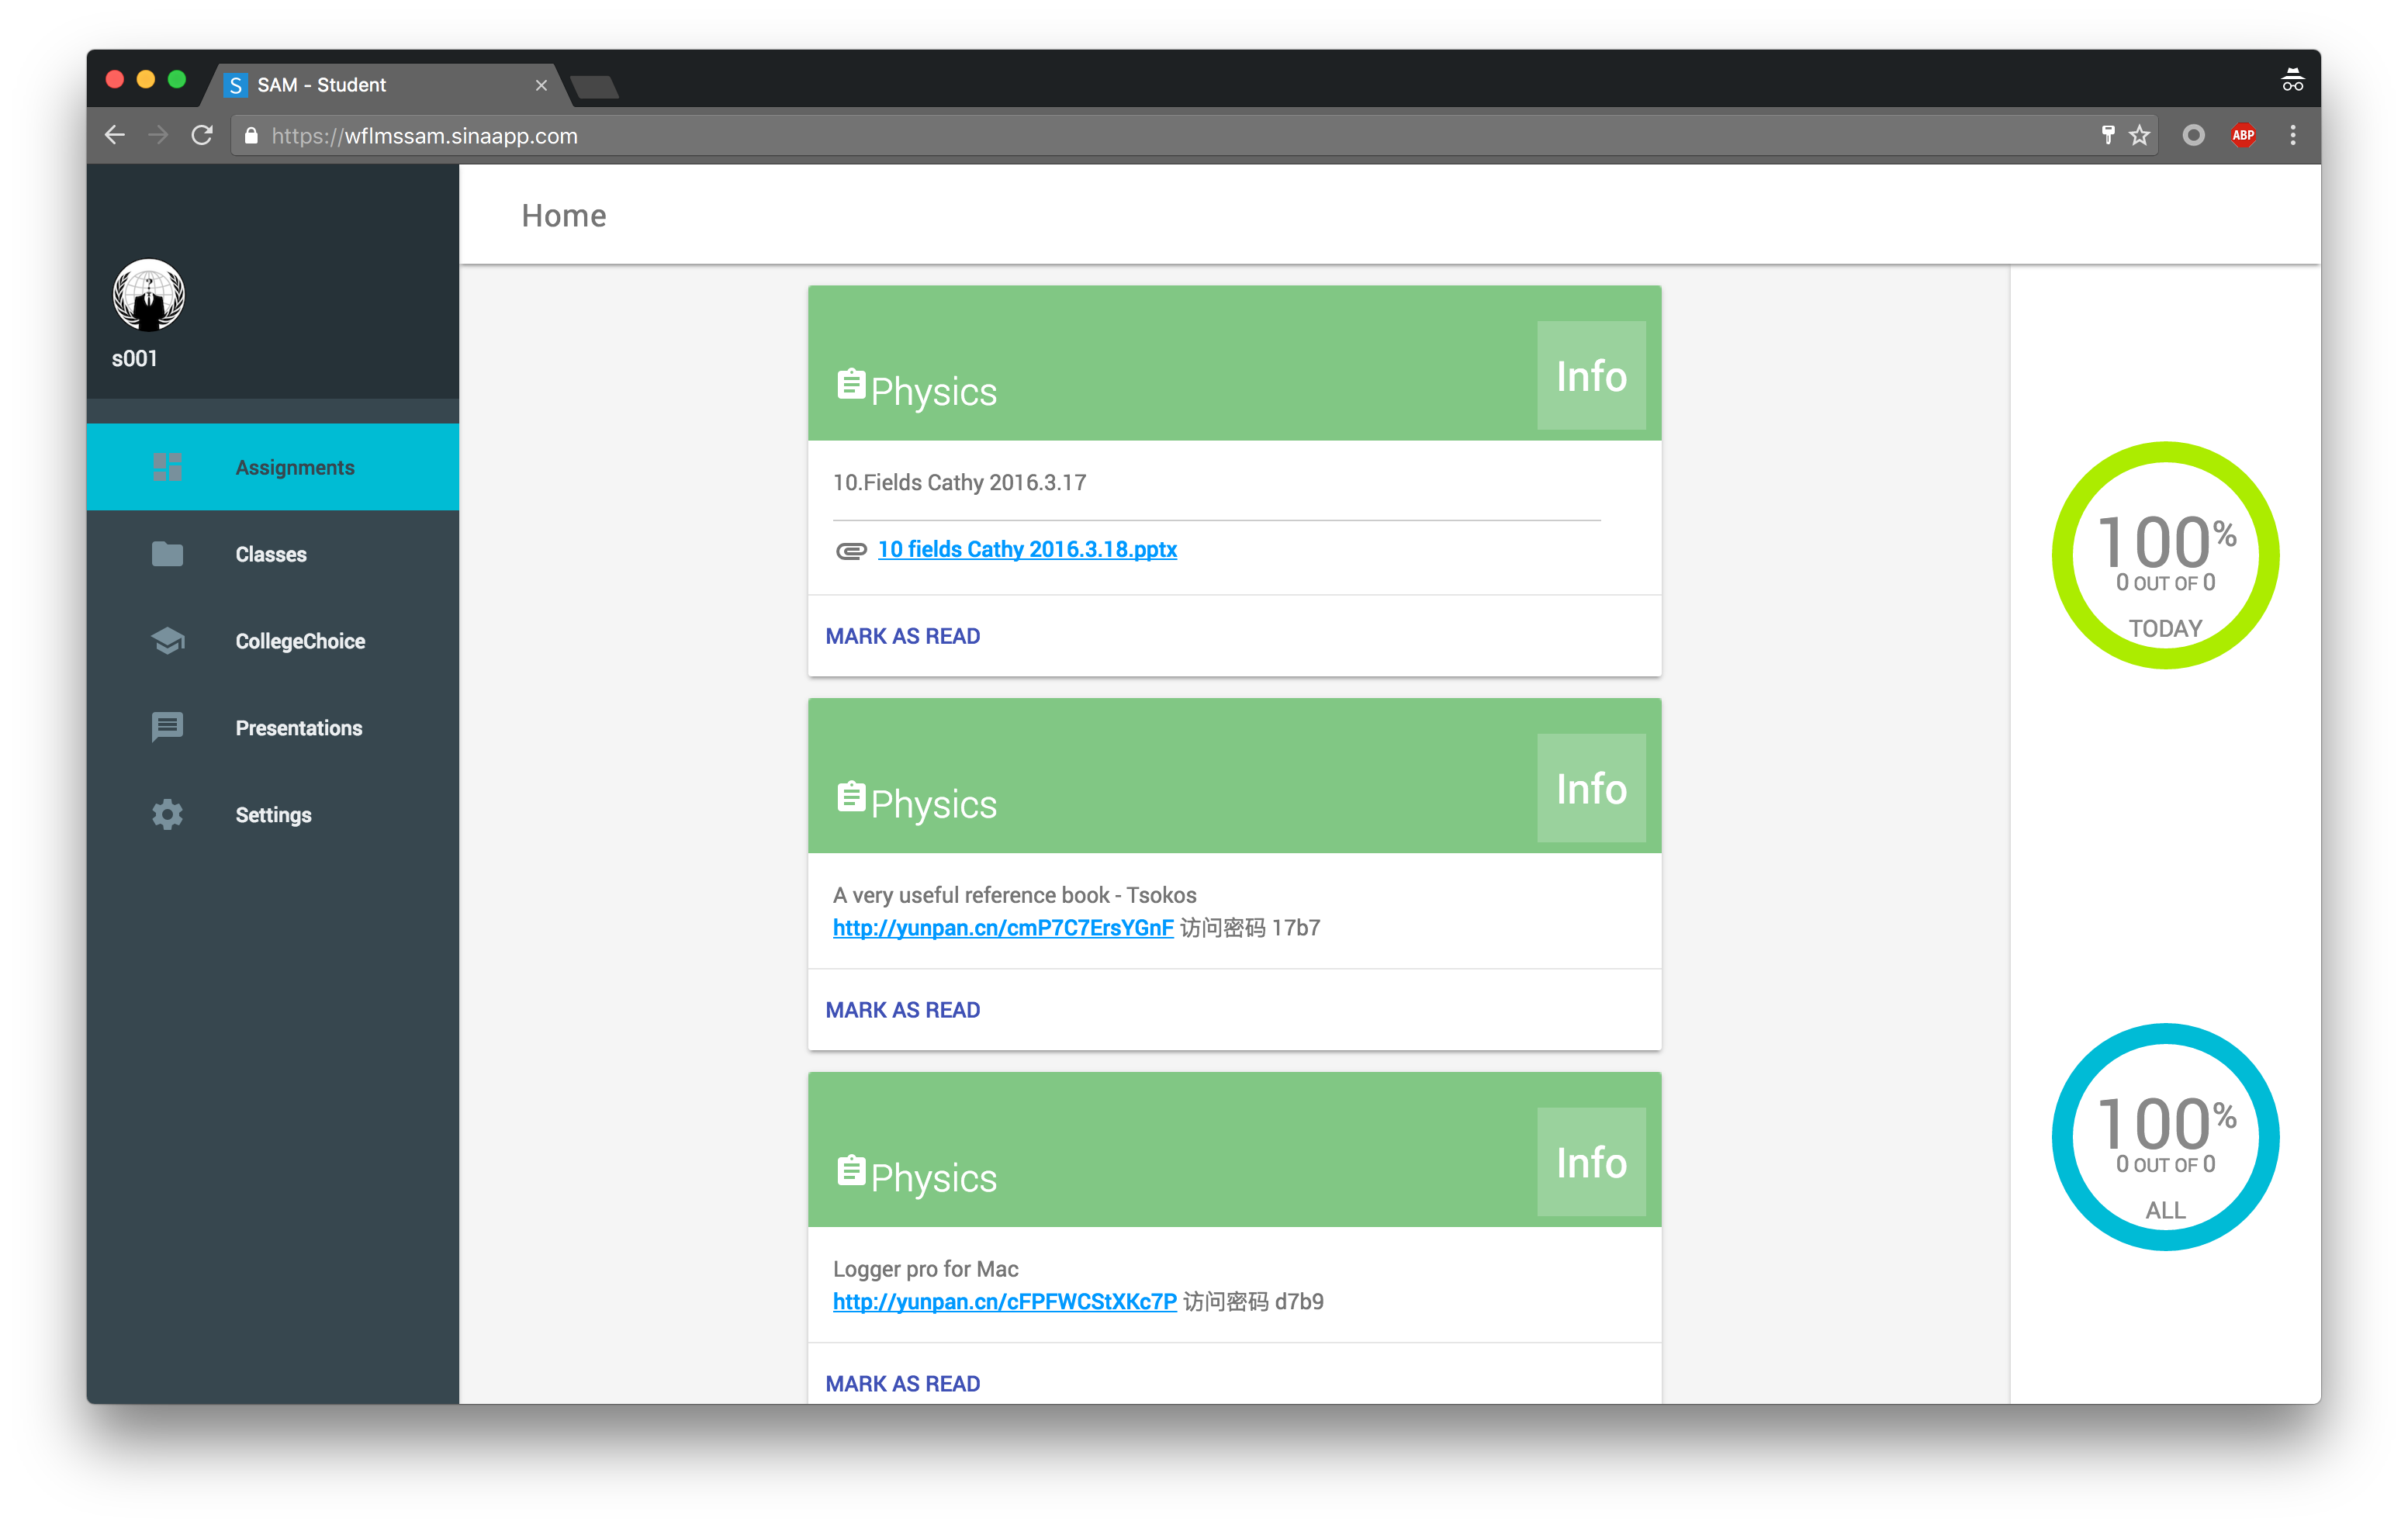 S SAM - Student
https://wflmssam.sinaapp.com
ABP
Home
s001
Assignments
Classes
CollegeChoice
Presentations
Settings
Physics
Info
10.Fields Cathy 2016.3.17
10 fields Cathy 2016.3.18.pptx
MARK AS READ
Physics
Info
A very useful reference book - Tsokos
http://yunpan.cn/cmP7C7ErsYGnF 访问密码 17b7
MARK AS READ
Physics
Info
Logger pro for Mac
http://yunpan.cn/cFPFWCStXKc7P 访问密码 d7b9
MARK AS READ
100%
0 OUT OF 0
TODAY
100%
0 OUT OF 0
ALL